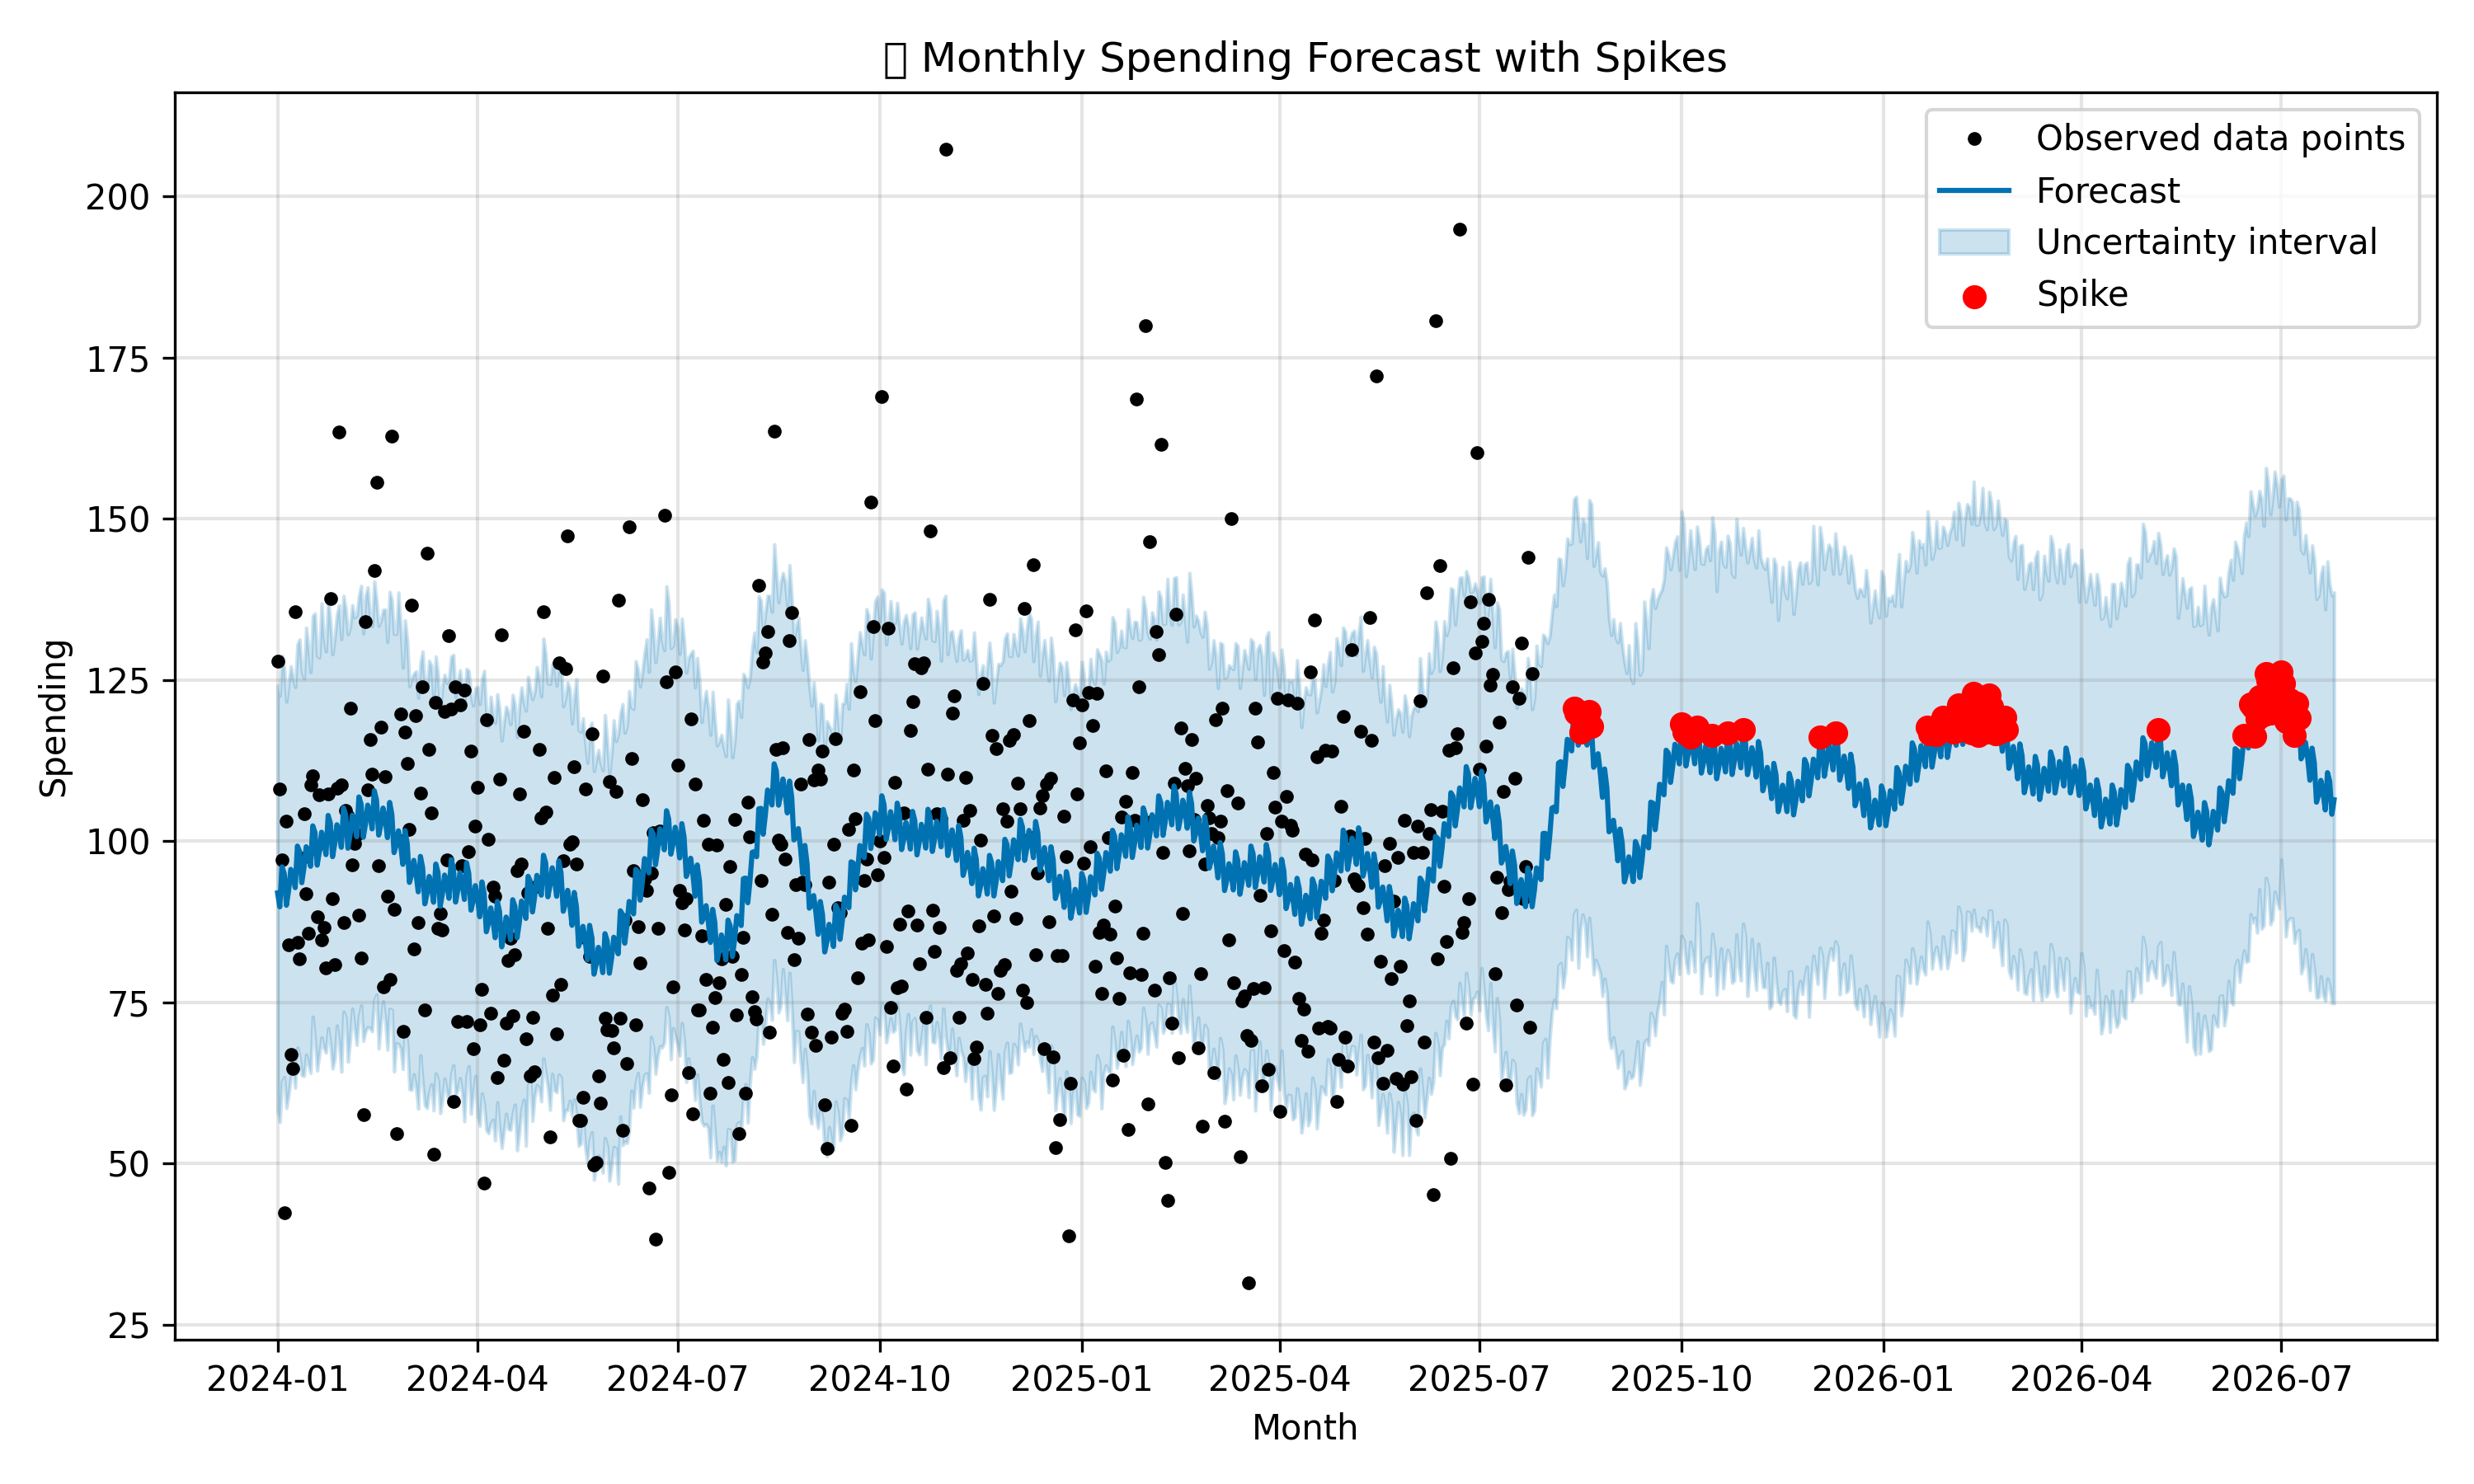 ▯ Monthly Spending Forecast with Spikes
Observed data points
Forecast
Uncertainty interval
Spike
200
175
150
125
100
75
50
25
Spending
2024-01 2024-04 2024-07 2024-10 2025-01 2025-04 2025-07 2025-10 2026-01 2026-04 2026-07
Month